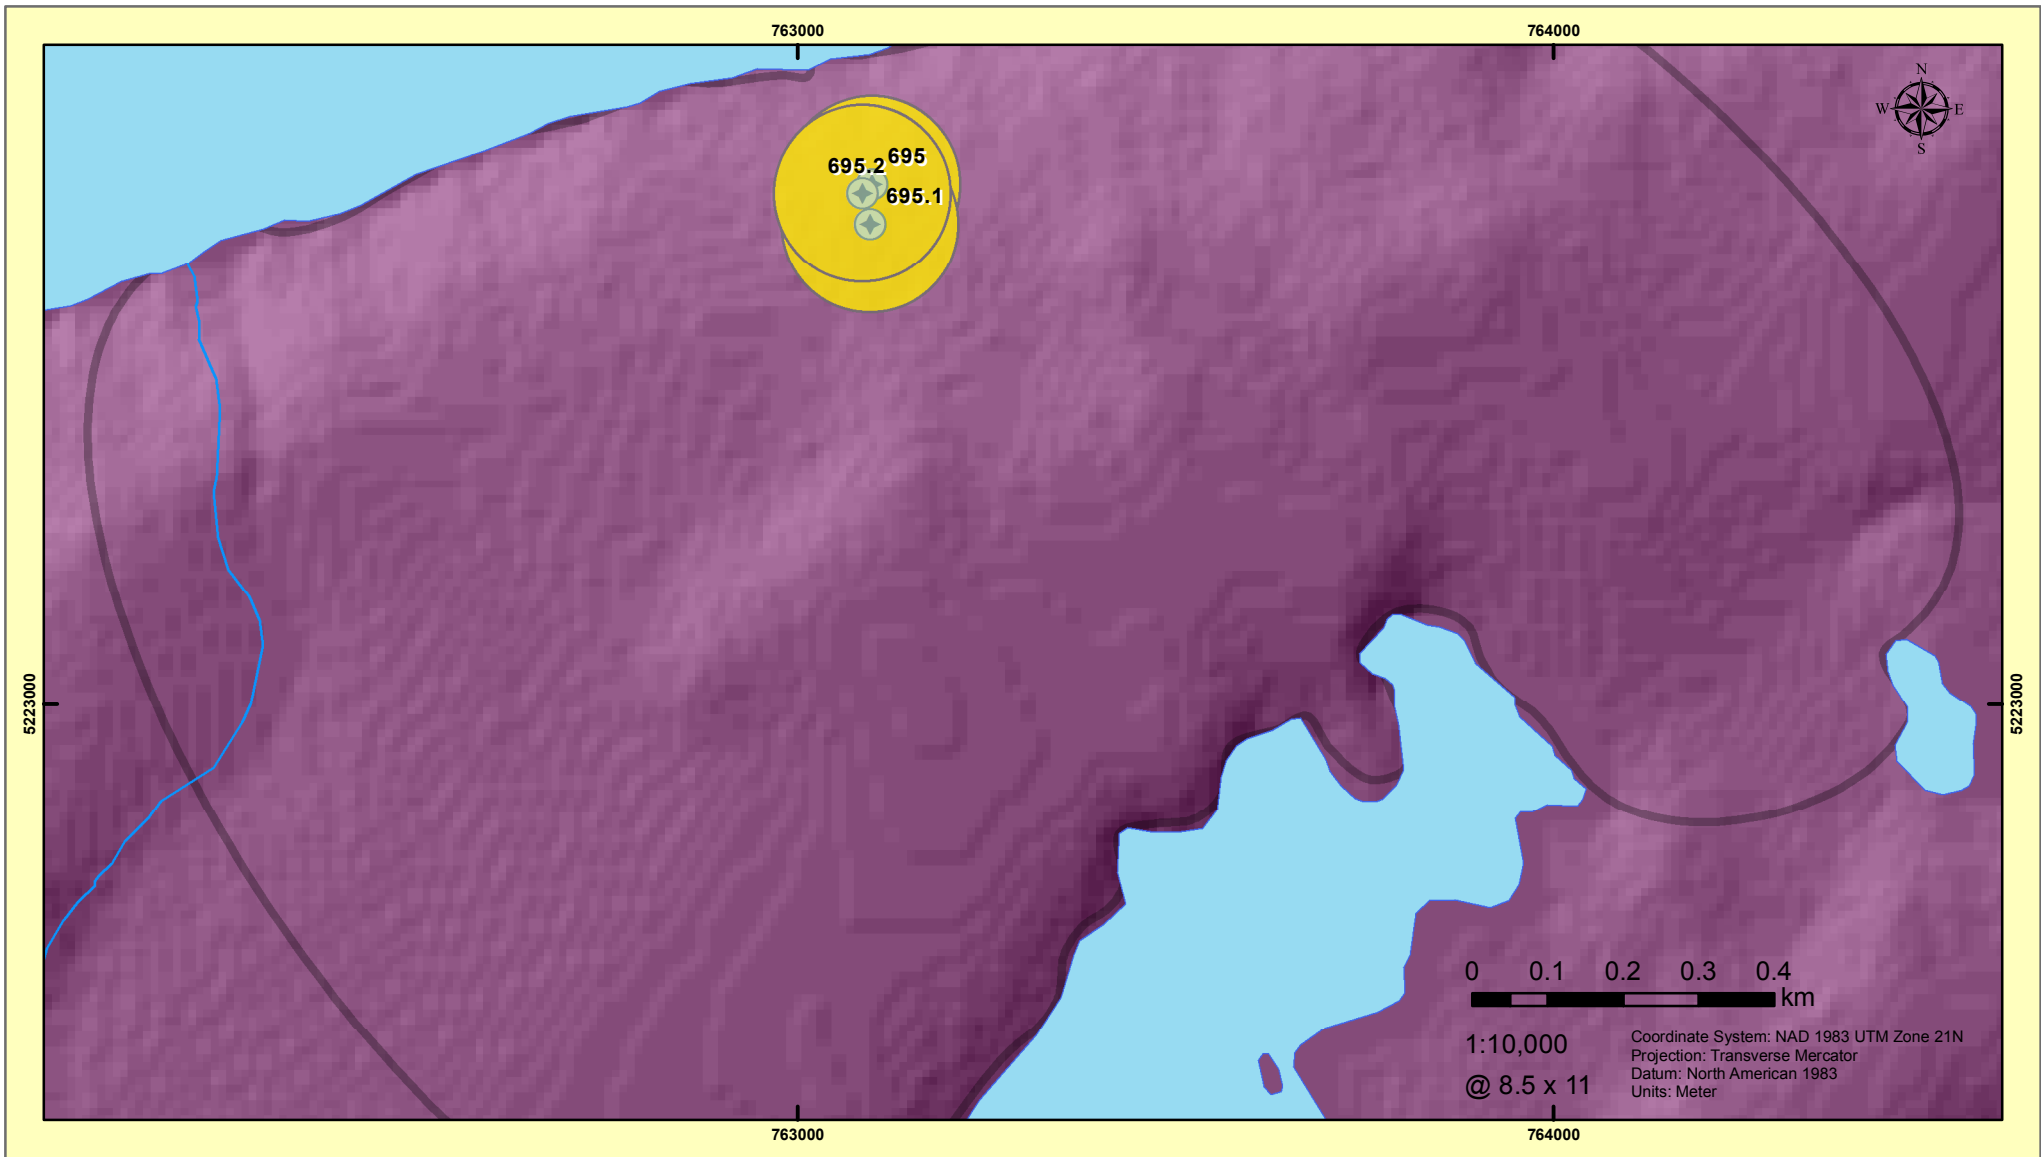 763000
764000
N
W E
S
695
695.2
695.1
5223000
5223000
0 0.1 0.2 0.3 0.4
km
1:10,000
@ 8.5 x 11
Coordinate System: NAD 1983 UTM Zone 21N
Projection: Transverse Mercator
Datum: North American 1983
Units: Meter
763000
764000